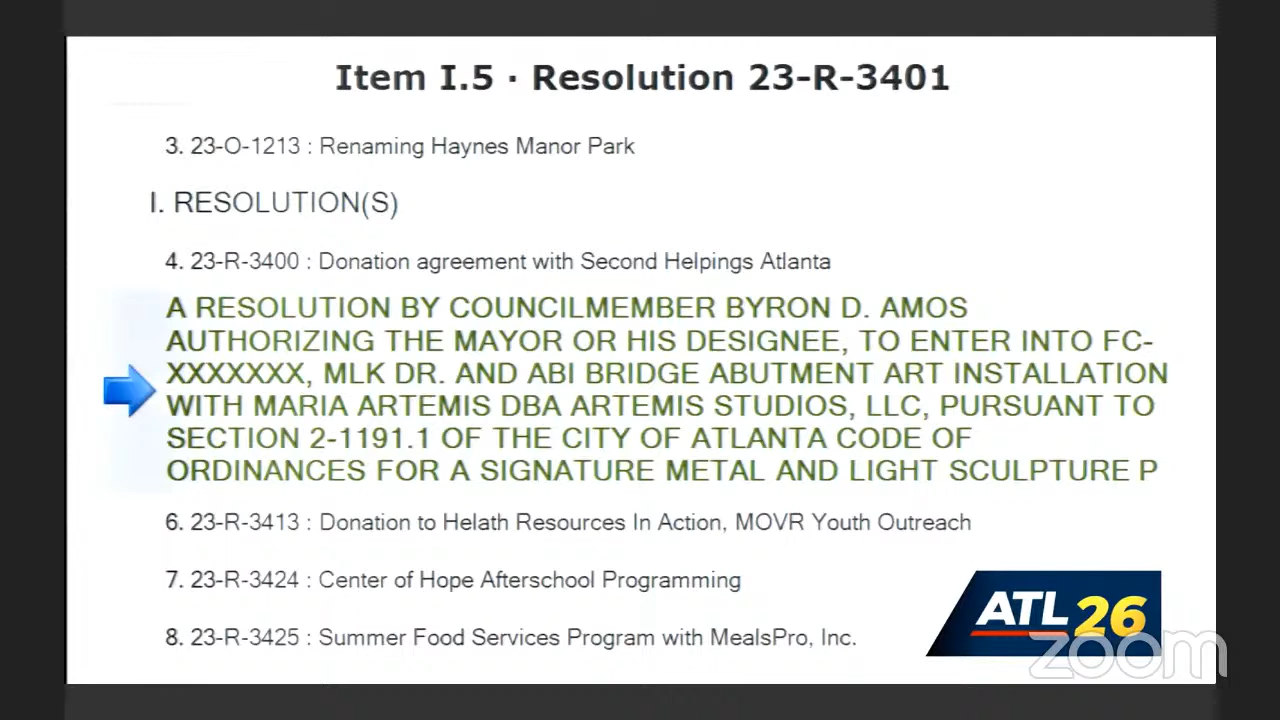 Item I.5 · Resolution 23-R-3401
3. 23-O-1213 : Renaming Haynes Manor Park
I. RESOLUTION(S)
4. 23-R-3400 : Donation agreement with Second Helpings Atlanta
A RESOLUTION BY COUNCILMEMBER BYRON D. AMOS
AUTHORIZING THE MAYOR OR HIS DESIGNEE, TO ENTER INTO FC-
XXXXXXX, MLK DR. AND ABI BRIDGE ABUTMENT ART INSTALLATION
WITH MARIA ARTEMIS DBA ARTEMIS STUDIOS, LLC, PURSUANT TO
SECTION 2-1191.1 OF THE CITY OF ATLANTA CODE OF
ORDINANCES FOR A SIGNATURE METAL AND LIGHT SCULPTURE P
6. 23-R-3413 : Donation to Helath Resources In Action, MOVR Youth Outreach
7. 23-R-3424 : Center of Hope Afterschool Programming
8. 23-R-3425 : Summer Food Services Program with MealsPro, Inc.
ATL 26
zoom